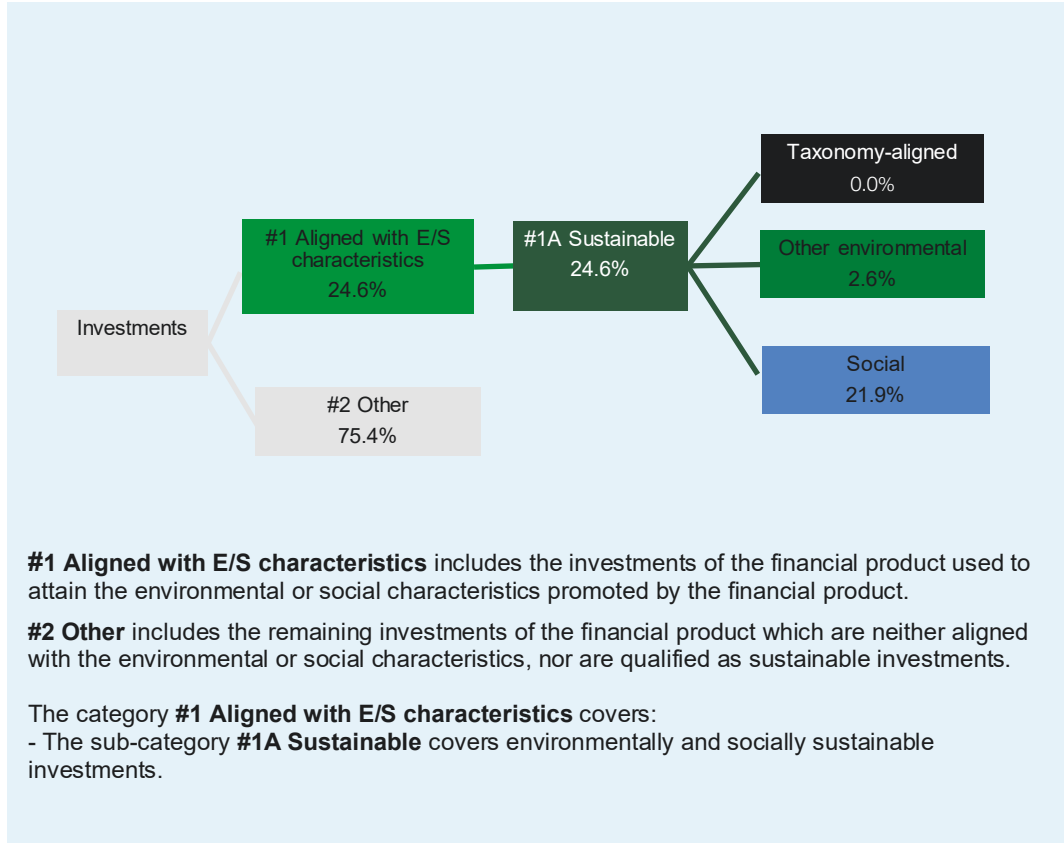 Taxonomy-aligned
0.0%
#1 Aligned with E/S
characteristics
24.6%
#1A Sustainable
24.6%
Other environmental
2.6%
Investments
Social
21.9%
#2 Other
75.4%
#1 Aligned with E/S characteristics includes the investments of the financial product used to
attain the environmental or social characteristics promoted by the financial product.
#2 Other includes the remaining investments of the financial product which are neither aligned
with the environmental or social characteristics, nor are qualified as sustainable investments.
The category #1 Aligned with E/S characteristics covers:
- The sub-category #1A Sustainable covers environmentally and socially sustainable
investments.